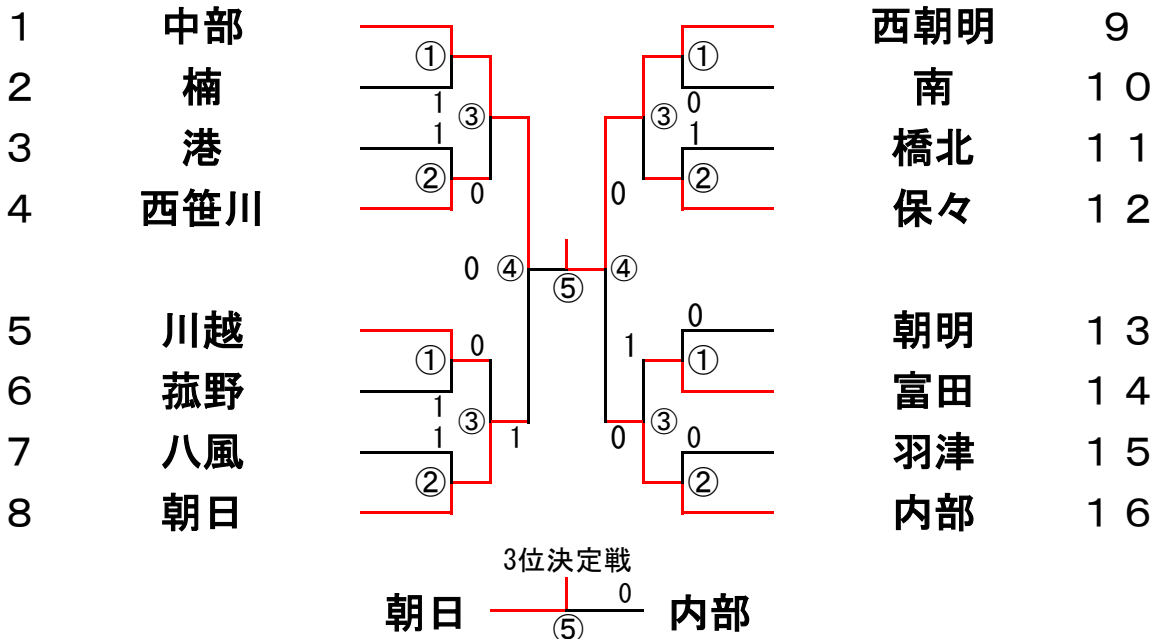 1 中部 ① ① 西朝明 9
2 楠 1 0 南 10
③ ③
3 港 1 1 橋北 11
② ②
4 西笹川 0 0 保々 12
0 ④ ⑤ ④
5 川越 0 0 朝明 13
① 1 ①
6 菰野 1 富田 14
③ ③
7 八風 1 1 0 0 羽津 15
② ②
8 朝日 内部 16
3位決定戦
朝日 0 内部
⑤